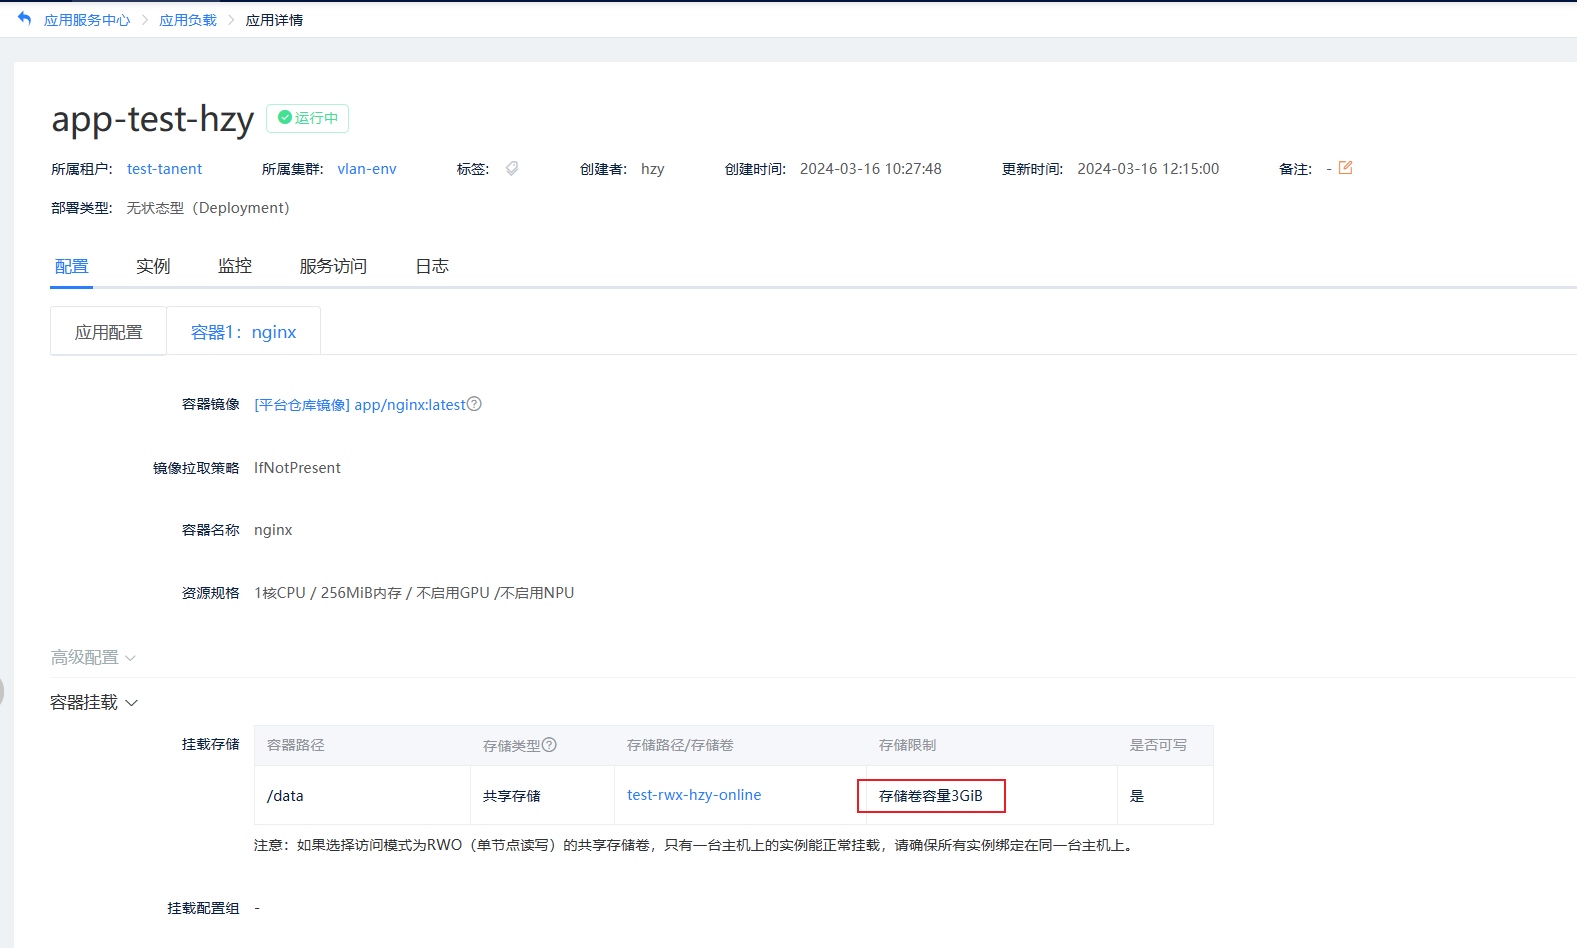 应用服务中心 > 应用负载 > 应用详情
app-test-hzy 运行中
所属租户: test-tanent 所属集群: vlan-env 标签: 创建者: hzy 创建时间: 2024-03-16 10:27:48 更新时间: 2024-03-16 12:15:00 备注: -
部署类型: 无状态型（Deployment）
配置 实例 监控 服务访问 日志
应用配置 容器1：nginx
容器镜像 [平台仓库镜像] app/nginx:latest
镜像拉取策略 IfNotPresent
容器名称 nginx
资源规格 1核CPU / 256MiB内存 / 不启用GPU /不启用NPU
高级配置
容器挂载
挂载存储 容器路径 存储类型 存储路径/存储卷 存储限制 是否可写
/data 共享存储 test-rwx-hzy-online 存储卷容量3GiB 是
注意：如果选择访问模式为RWO（单节点读写）的共享存储卷，只有一台主机上的实例能正常挂载，请确保所有实例绑定在同一台主机上。
挂载配置组 -